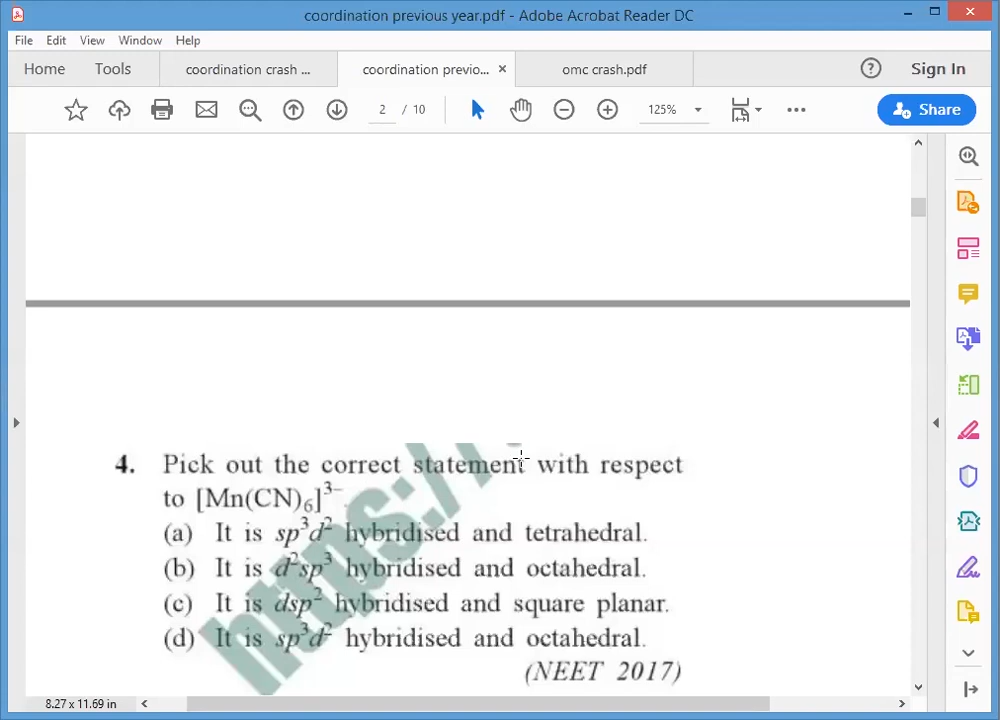 coordination previous year.pdf - Adobe Acrobat Reader DC
File Edit View Window Help
Home Tools coordination crash ... coordination previo... × omc crash.pdf Sign In
2 / 10 125% Share
4. Pick out the correct statement with respect
to [Mn(CN)₆]³⁻
(a) It is sp³d² hybridised and tetrahedral.
(b) It is d²sp³ hybridised and octahedral.
(c) It is dsp² hybridised and square planar.
(d) It is sp³d² hybridised and octahedral.
(NEET 2017)
https://
8.27 x 11.69 in